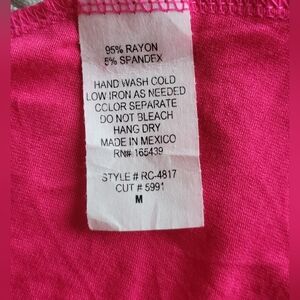 95% RAYON
5% SPANDEX
HAND WASH COLD
LOW IRON AS NEEDED
COLOR SEPARATE
DO NOT BLEACH
HANG DRY
MADE IN MEXICO
RN# 165439
STYLE # RC-4817
CUT # 5991
M